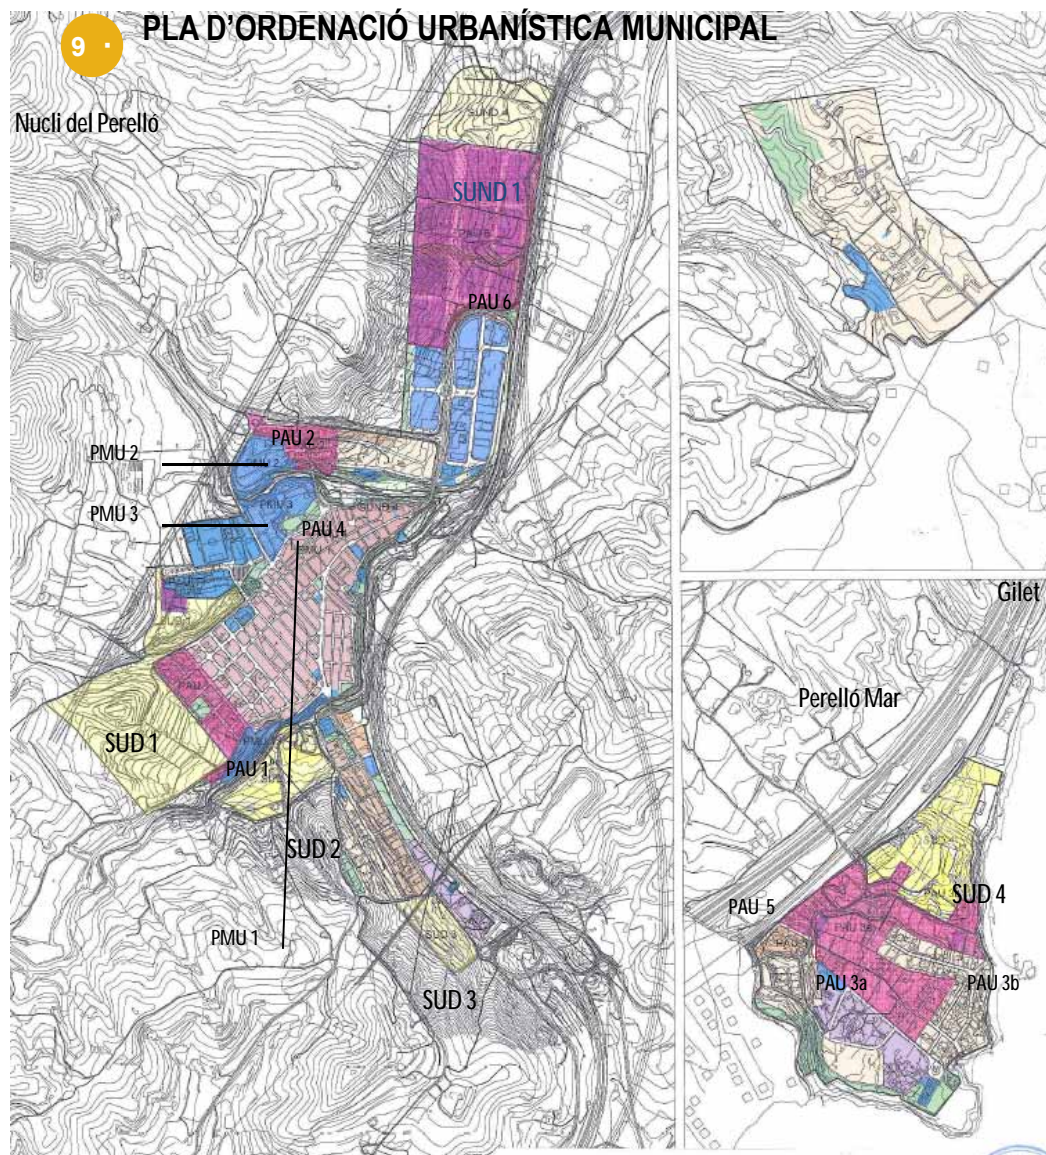 9 ·
PLA D'ORDENACIÓ URBANÍSTICA MUNICIPAL
Nucli del Perelló
SUND 1
PAU 6
PAU 2
PMU 2
PMU 3
PAU 4
SUD 1
PAU 1
SUD 2
PMU 1
SUD 3
Gilet
Perelló Mar
SUD 4
PAU 5
PAU 3a
PAU 3b